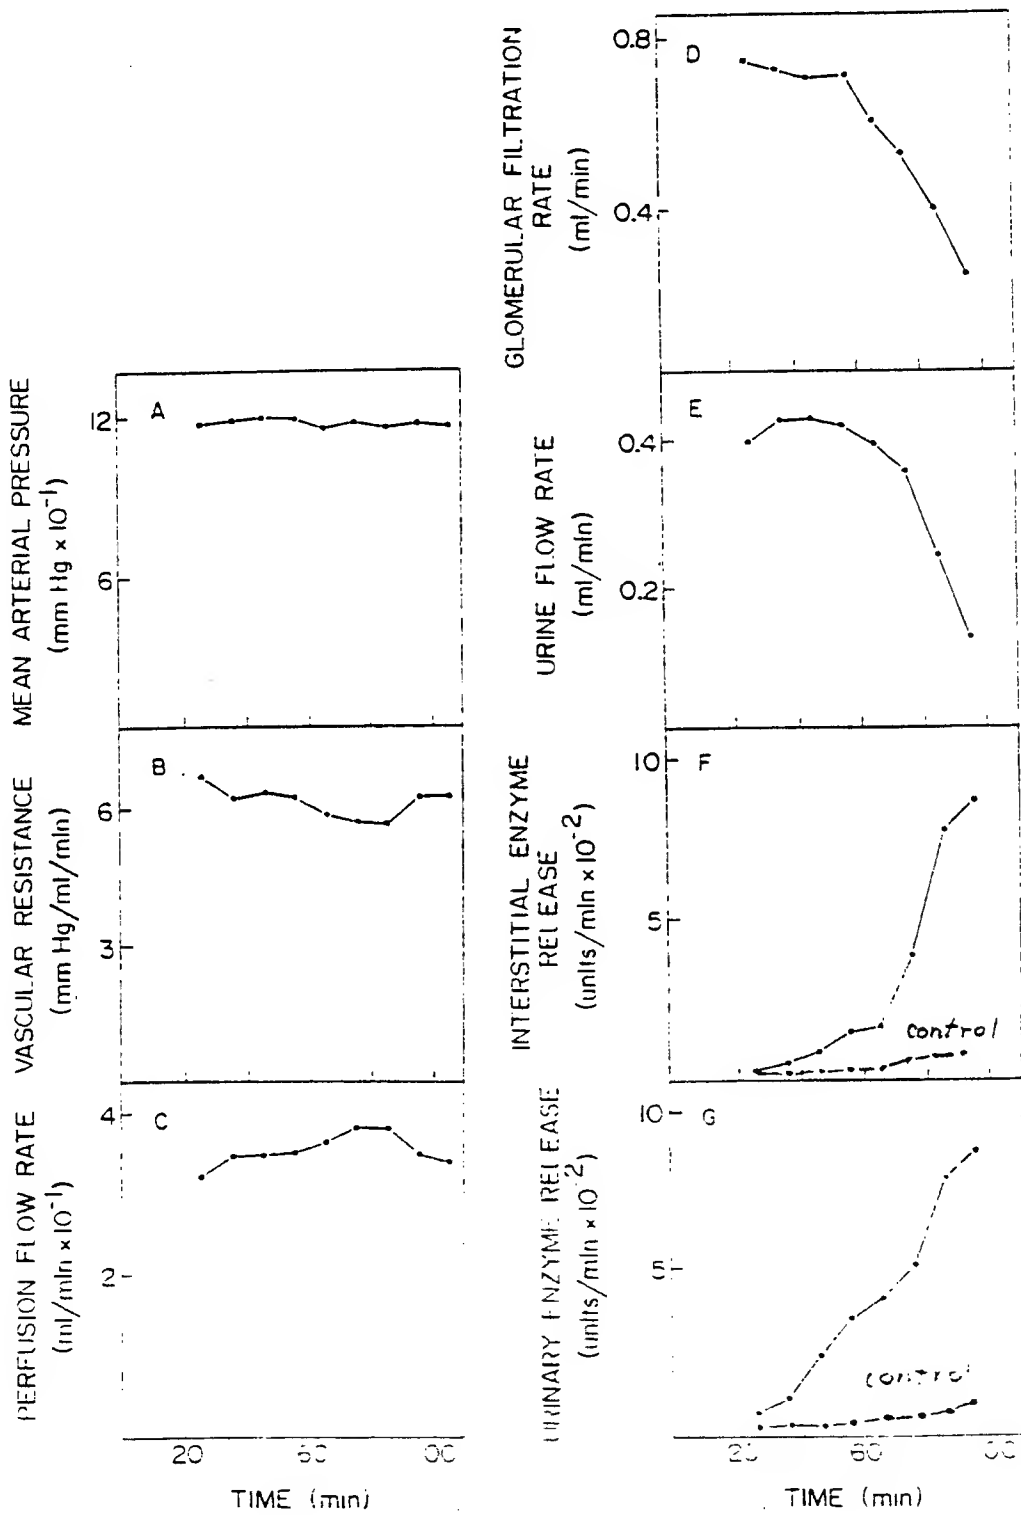 MEAN ARTERIAL PRESSURE
(mm Hg x 10⁻¹)
12
6
A
VASCULAR RESISTANCE
(mm Hg/ml/min)
6
3
B
PERFUSION FLOW RATE
(ml/min x 10⁻¹)
4
2
C
20 60 00
TIME (min)
GLOMERULAR FILTRATION
RATE
(ml/min)
0.8
0.4
D
URINE FLOW RATE
(ml/min)
0.4
0.2
E
INTERSTITIAL ENZYME
RELEASE
(units/min x 10⁻²)
10
5
F
control
URINARY ENZYME RELEASE
(units/min x 10⁻²)
10
5
G
control
20 60 00
TIME (min)